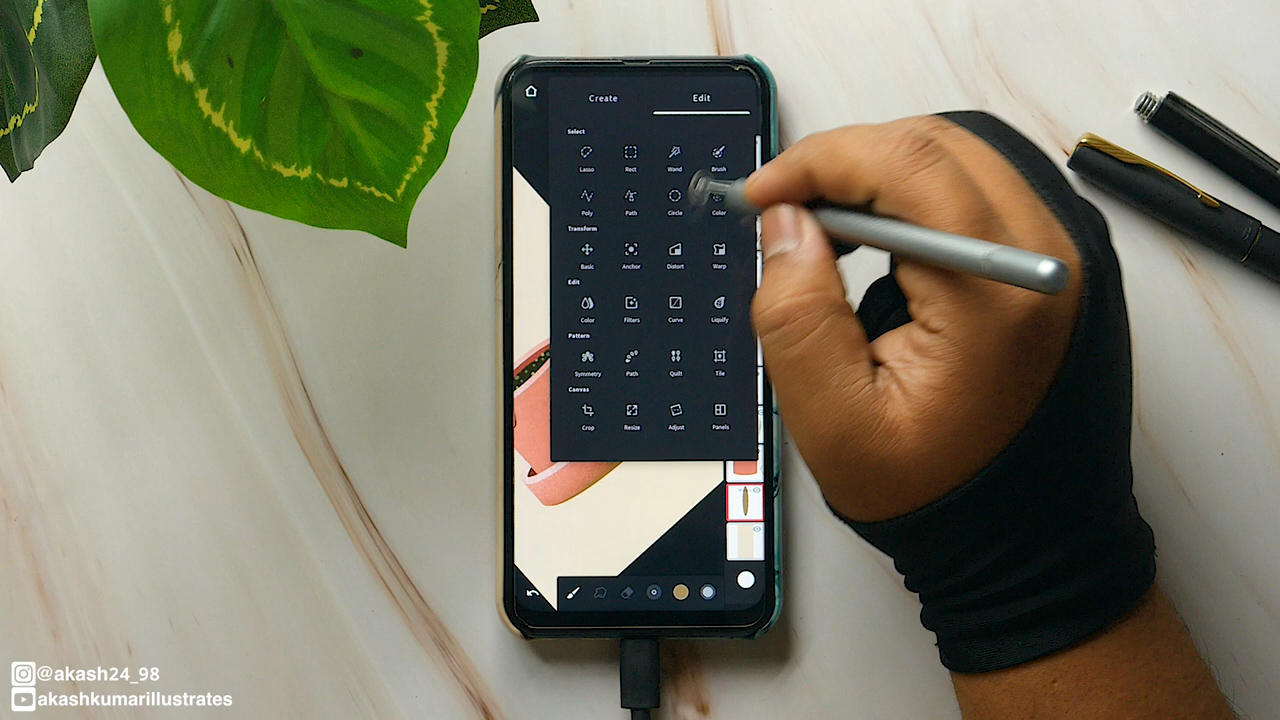 Create Edit
Select
Lasso Rect Wand Brush
Poly Path Circle Color
Transform
Basic Anchor Distort Warp
Edit
Color Filters Curve Liquify
Pattern
Symmetry Path Quilt Tile
Canvas
Crop Resize Adjust Panels
@akash24_98
akashkumarillustrates